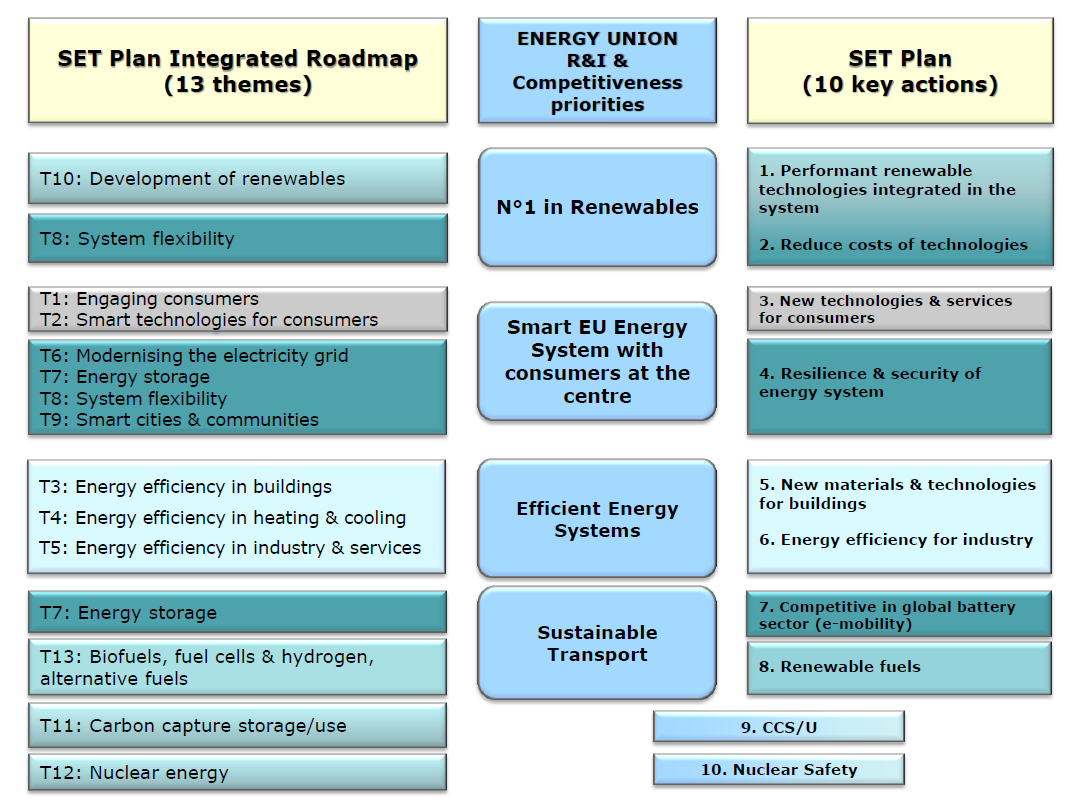 SET Plan Integrated Roadmap
(13 themes)
ENERGY UNION
R&I &
Competitiveness
priorities
SET Plan
(10 key actions)
T10: Development of renewables
T8: System flexibility
N°1 in Renewables
1. Performant renewable
technologies integrated in the
system
2. Reduce costs of technologies
T1: Engaging consumers
T2: Smart technologies for consumers
T6: Modernising the electricity grid
T7: Energy storage
T8: System flexibility
T9: Smart cities & communities
Smart EU Energy
System with
consumers at the
centre
3. New technologies & services
for consumers
4. Resilience & security of
energy system
T3: Energy efficiency in buildings
T4: Energy efficiency in heating & cooling
T5: Energy efficiency in industry & services
Efficient Energy
Systems
5. New materials & technologies
for buildings
6. Energy efficiency for industry
T7: Energy storage
T13: Biofuels, fuel cells & hydrogen,
alternative fuels
Sustainable
Transport
7. Competitive in global battery
sector (e-mobility)
8. Renewable fuels
T11: Carbon capture storage/use
9. CCS/U
T12: Nuclear energy
10. Nuclear Safety